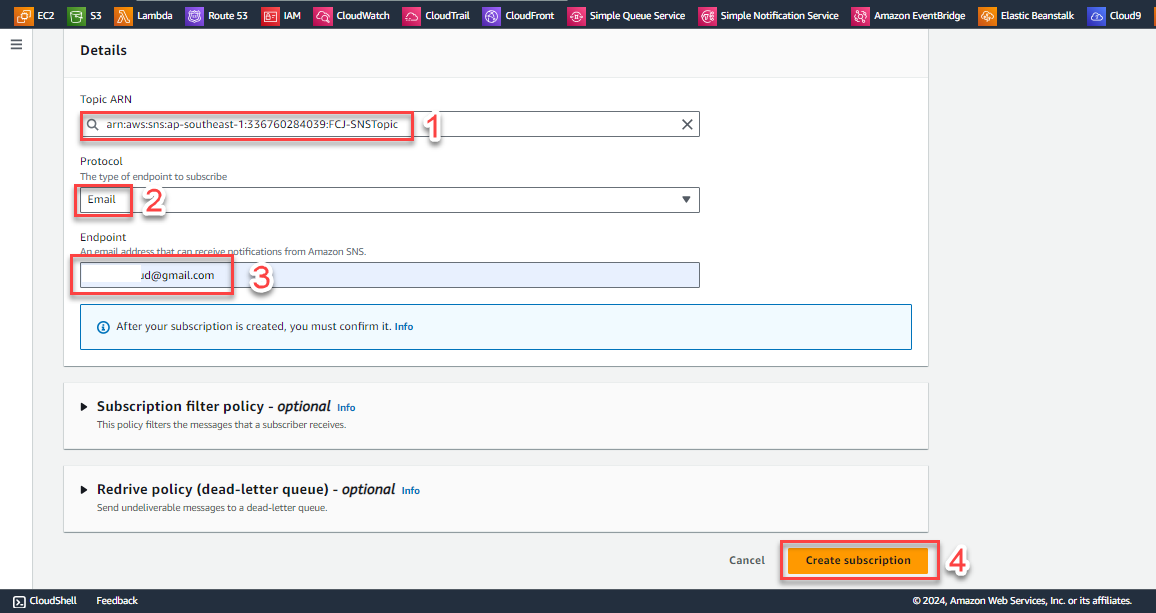 EC2 S3 Lambda Route 53 IAM CloudWatch CloudTrail CloudFront Simple Queue Service Simple Notification Service Amazon EventBridge Elastic Beanstalk Cloud9
Details
Topic ARN
arn:aws:sns:ap-southeast-1:336760284039:FCJ-SNSTopic 1
Protocol
The type of endpoint to subscribe
Email 2
Endpoint
An email address that can receive notifications from Amazon SNS.
ud@gmail.com 3
After your subscription is created, you must confirm it. Info
Subscription filter policy - optional Info
This policy filters the messages that a subscriber receives.
Redrive policy (dead-letter queue) - optional Info
Send undeliverable messages to a dead-letter queue.
Cancel Create subscription 4
CloudShell Feedback © 2024, Amazon Web Services, Inc. or its affiliates.